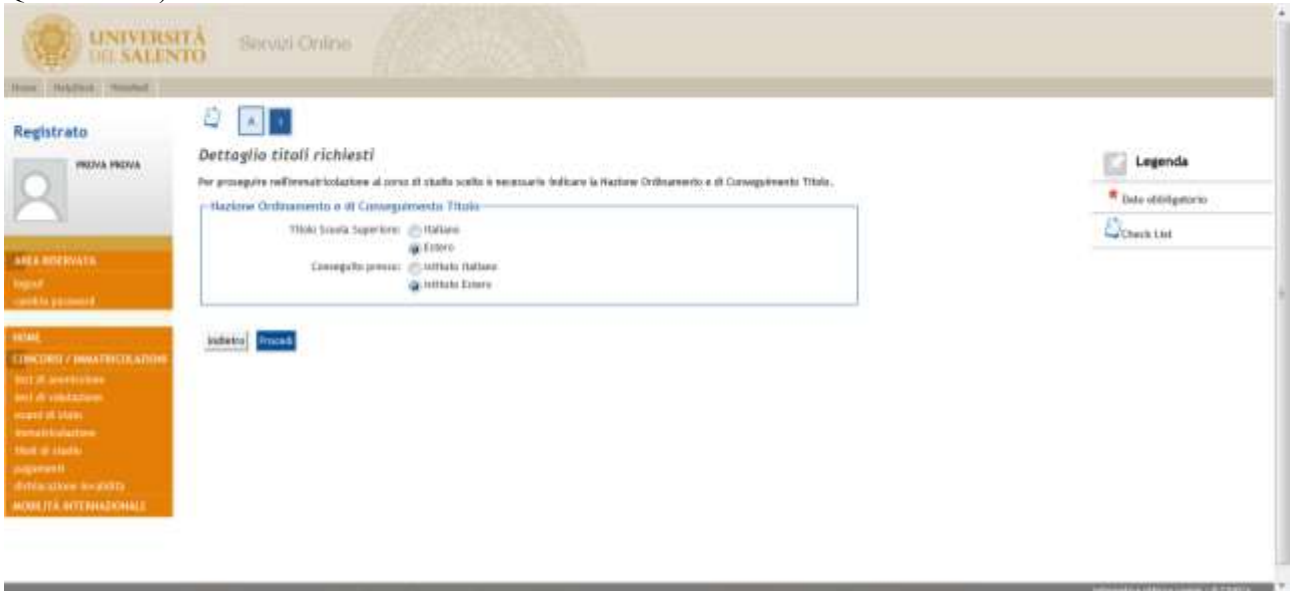 UNIVERSITÀ
DEL SALENTO
Servizi Online
Home
Registrato
PROVA PROVA
AREA RISERVATA
logout
cambia password
HOME
CONCORSI / IMMATRICOLAZIONI
test di ammissione
test di valutazione
esami di stato
immatricolazione
titoli di studio
pagamenti
dichiarazione invalidità
MOBILITÀ INTERNAZIONALE
A
1
Dettaglio titoli richiesti
Per proseguire nell'immatricolazione al corso di studio scelto è necessario indicare la Nazione Ordinamento e di Conseguimento Titolo.
Nazione Ordinamento e di Conseguimento Titolo
Titolo Scuola Superiore: Italiano
Estero
Conseguito presso: Istituto Italiano
Istituto Estero
Indietro Procedi
Legenda
* Dato obbligatorio
Check List